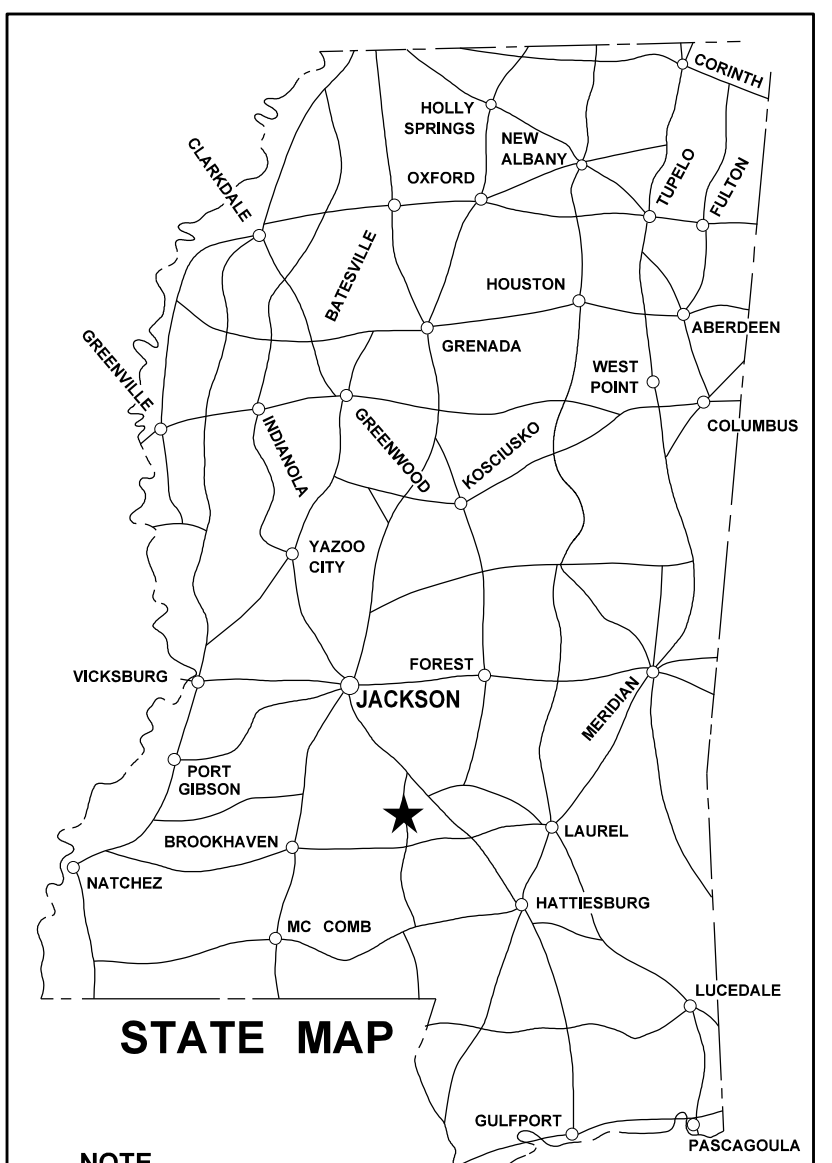 CORINTH
HOLLY
SPRINGS
NEW
ALBANY
CLARKDALE
OXFORD
TUPELO
FULTON
BATESVILLE
HOUSTON
ABERDEEN
GREENVILLE
GRENADA
WEST
POINT
COLUMBUS
INDIANOLA
GREENWOOD
KOSCIUSKO
YAZOO
CITY
VICKSBURG
FOREST
JACKSON
MERIDIAN
PORT
GIBSON
BROOKHAVEN
LAUREL
NATCHEZ
HATTIESBURG
MC COMB
LUCEDALE
STATE MAP
GULFPORT
PASCAGOULA
NOTE